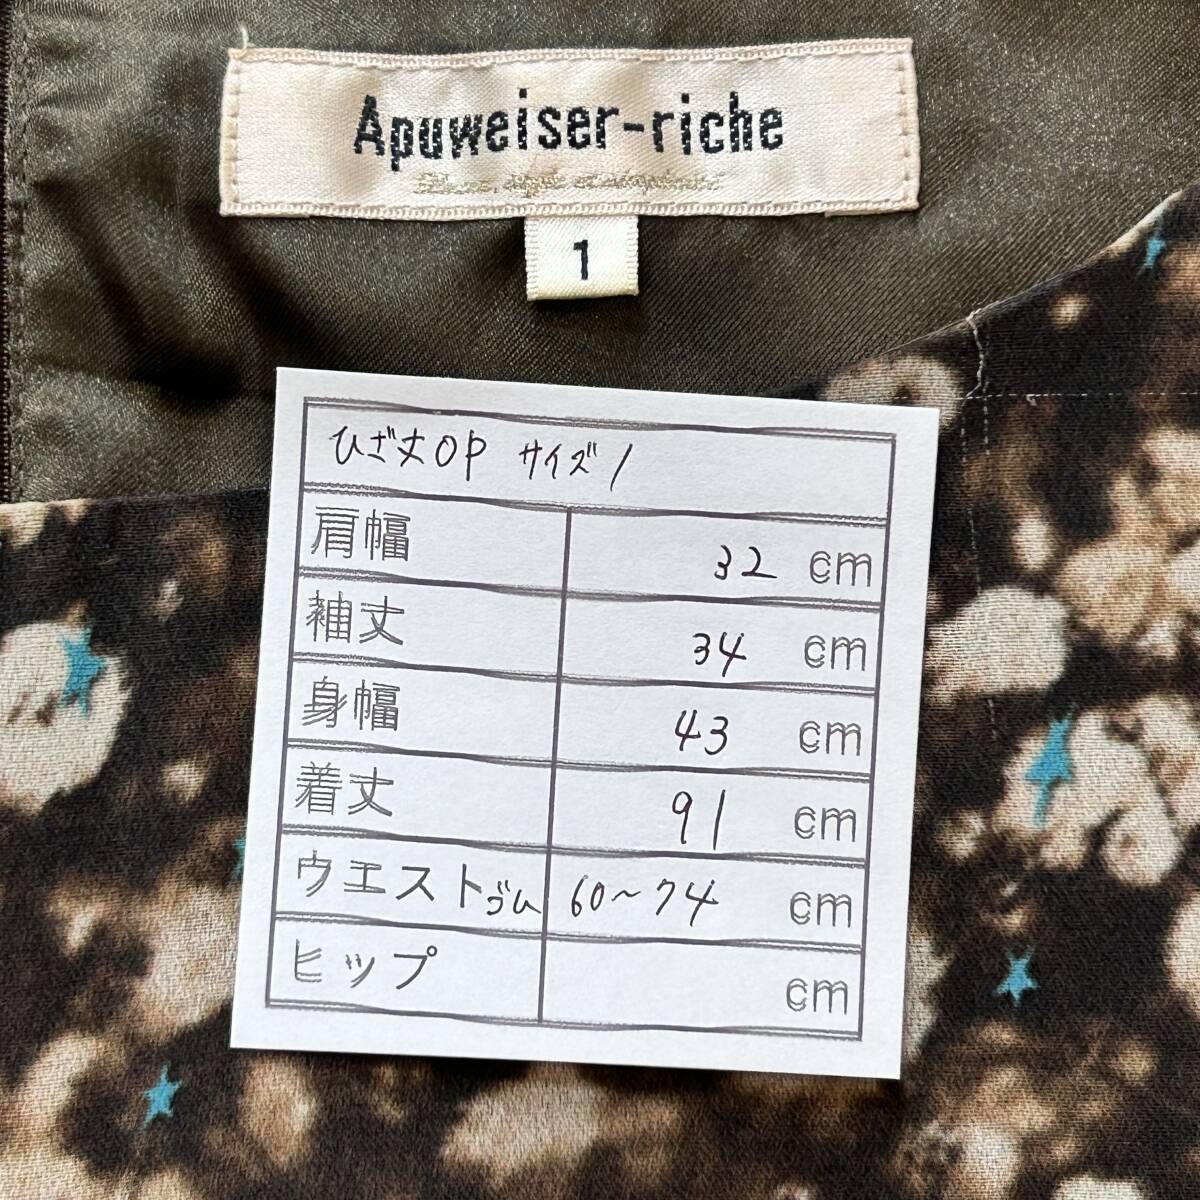 Apuweiser-riche
1
ひざ丈OP サイズ1
肩幅 32 cm
袖丈 34 cm
身幅 43 cm
着丈 91 cm
ウエストゴム 60~74 cm
ヒップ cm